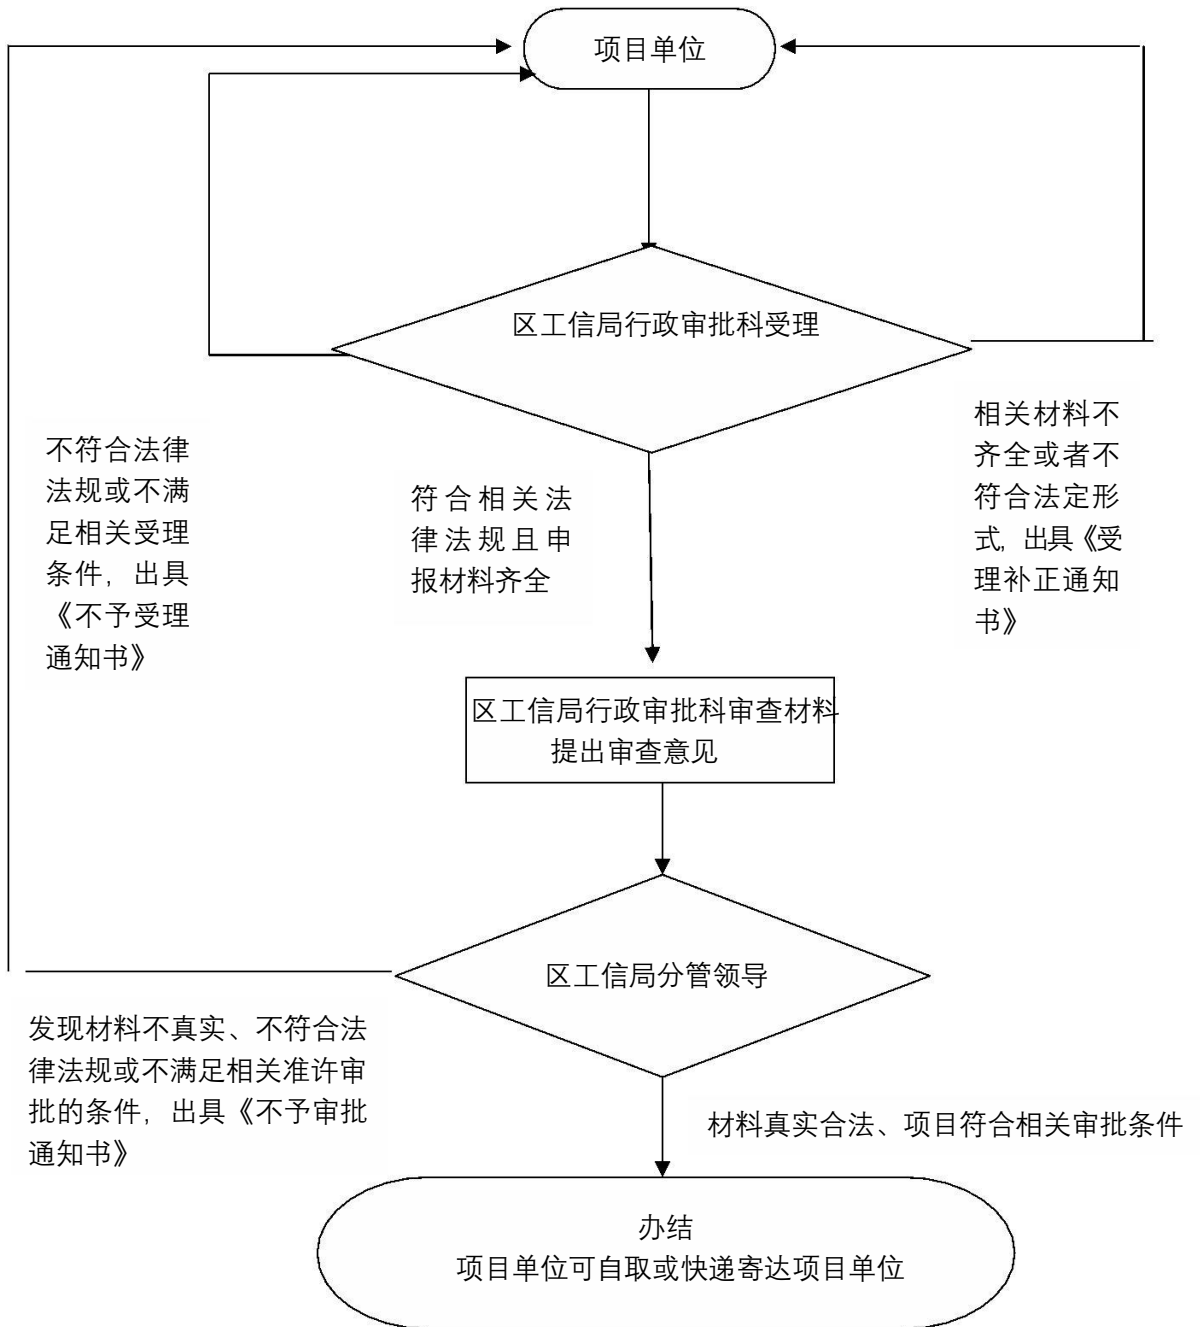 项目单位
区工信局行政审批科受理
不符合法律
法规或不满
足相关受理
条件，出具
《不予受理
通知书》
符合相关法
律法规且申
报材料齐全
相关材料不
齐全或者不
符合法定形
式，出具《受
理补正通知
书》
区工信局行政审批科审查材料
提出审查意见
区工信局分管领导
发现材料不真实、不符合法
律法规或不满足相关准许审
批的条件，出具《不予审批
通知书》
材料真实合法、项目符合相关审批条件
办结
项目单位可自取或快递寄达项目单位